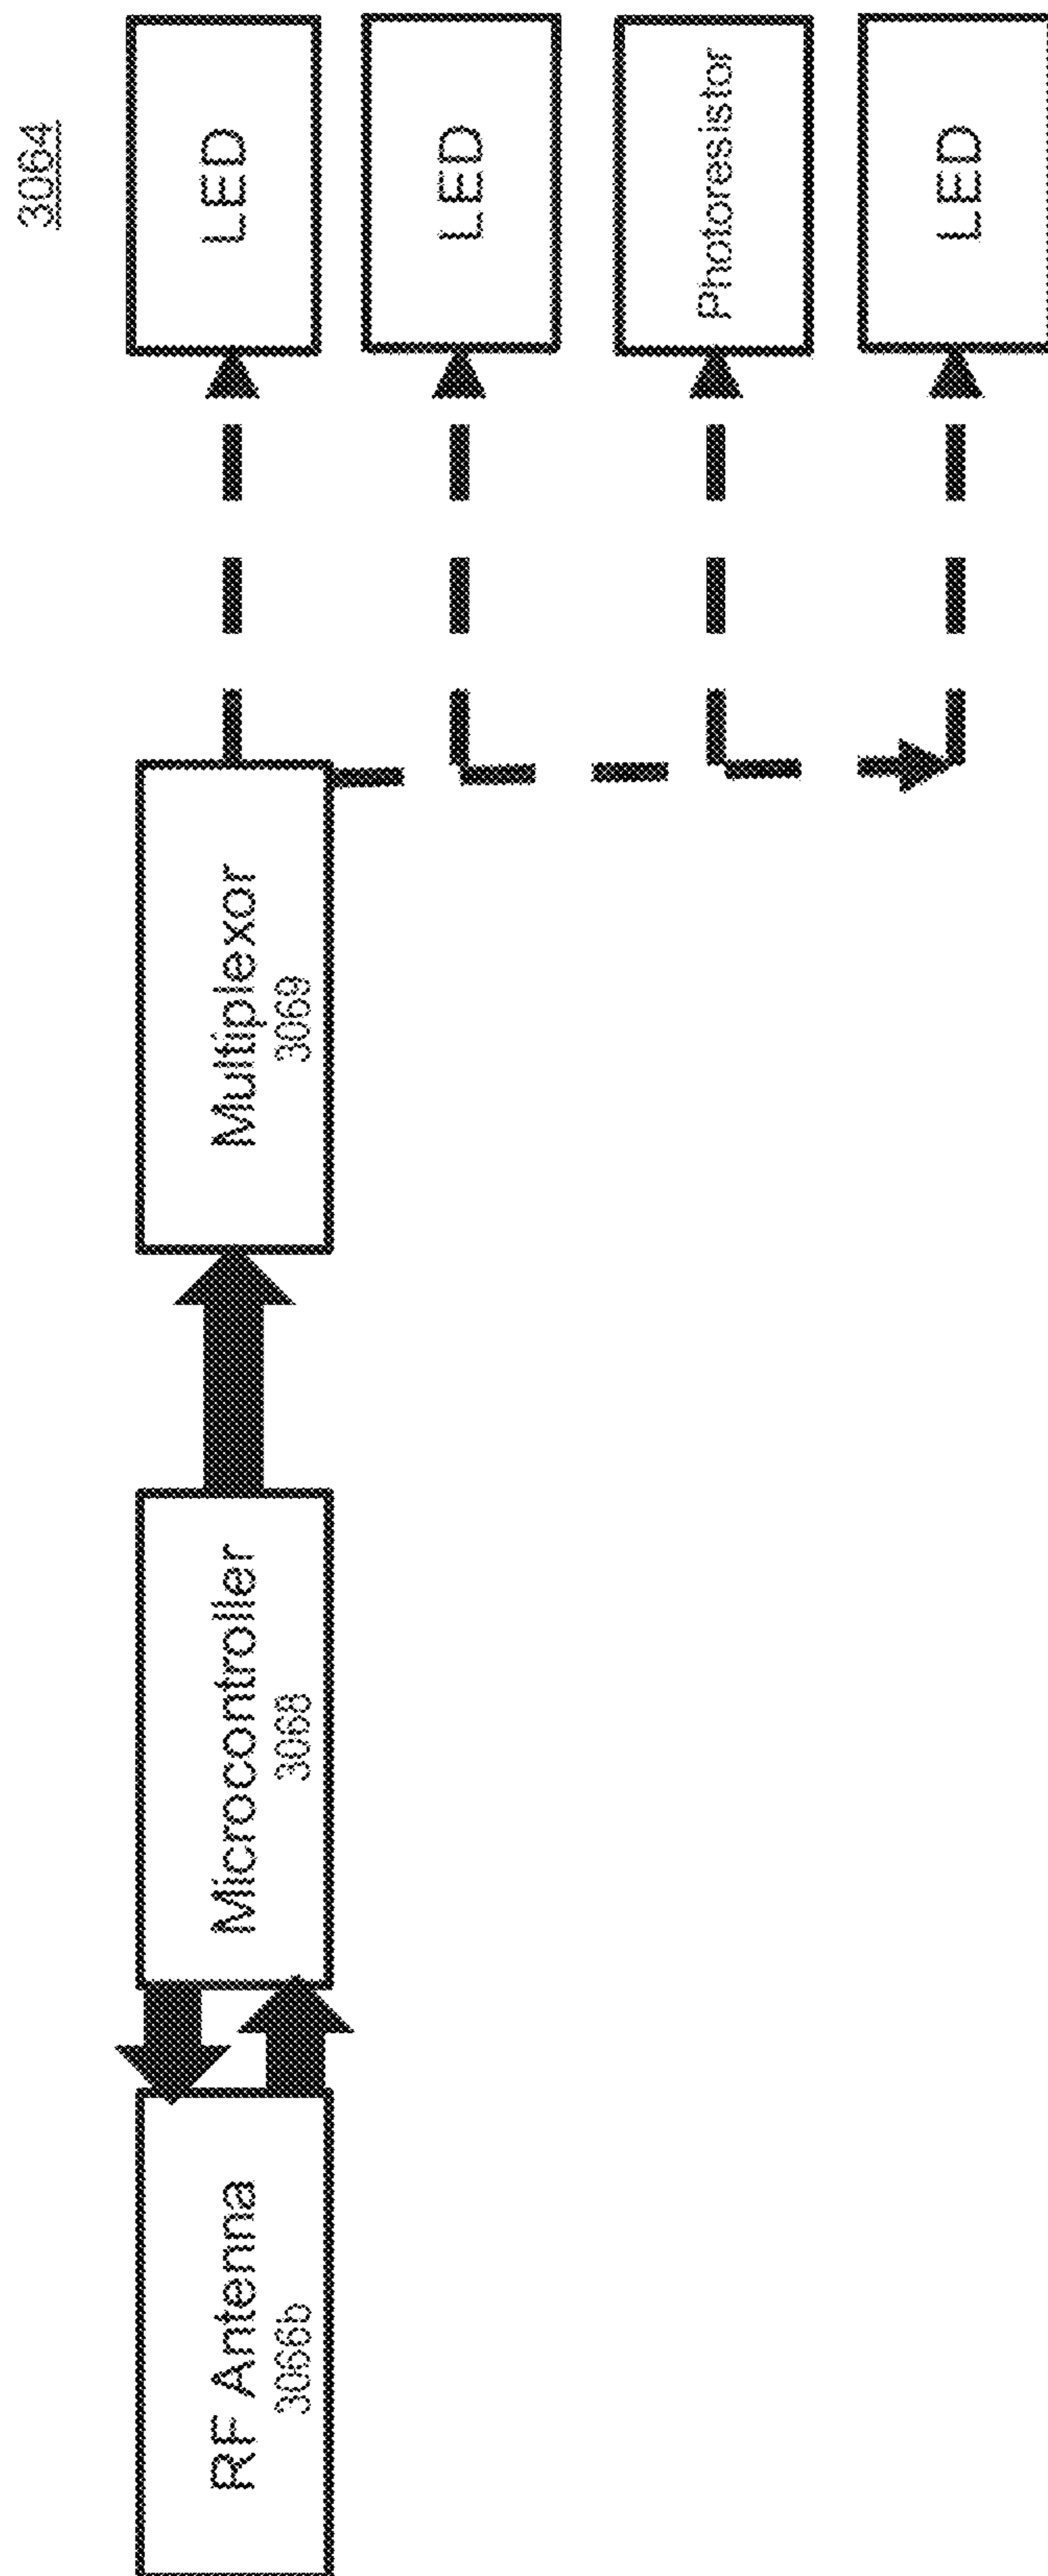 3064
RF Antenna
3066b
Microcontroller
3068
Multiplexor
3069
LED
LED
Photoresistor
LED